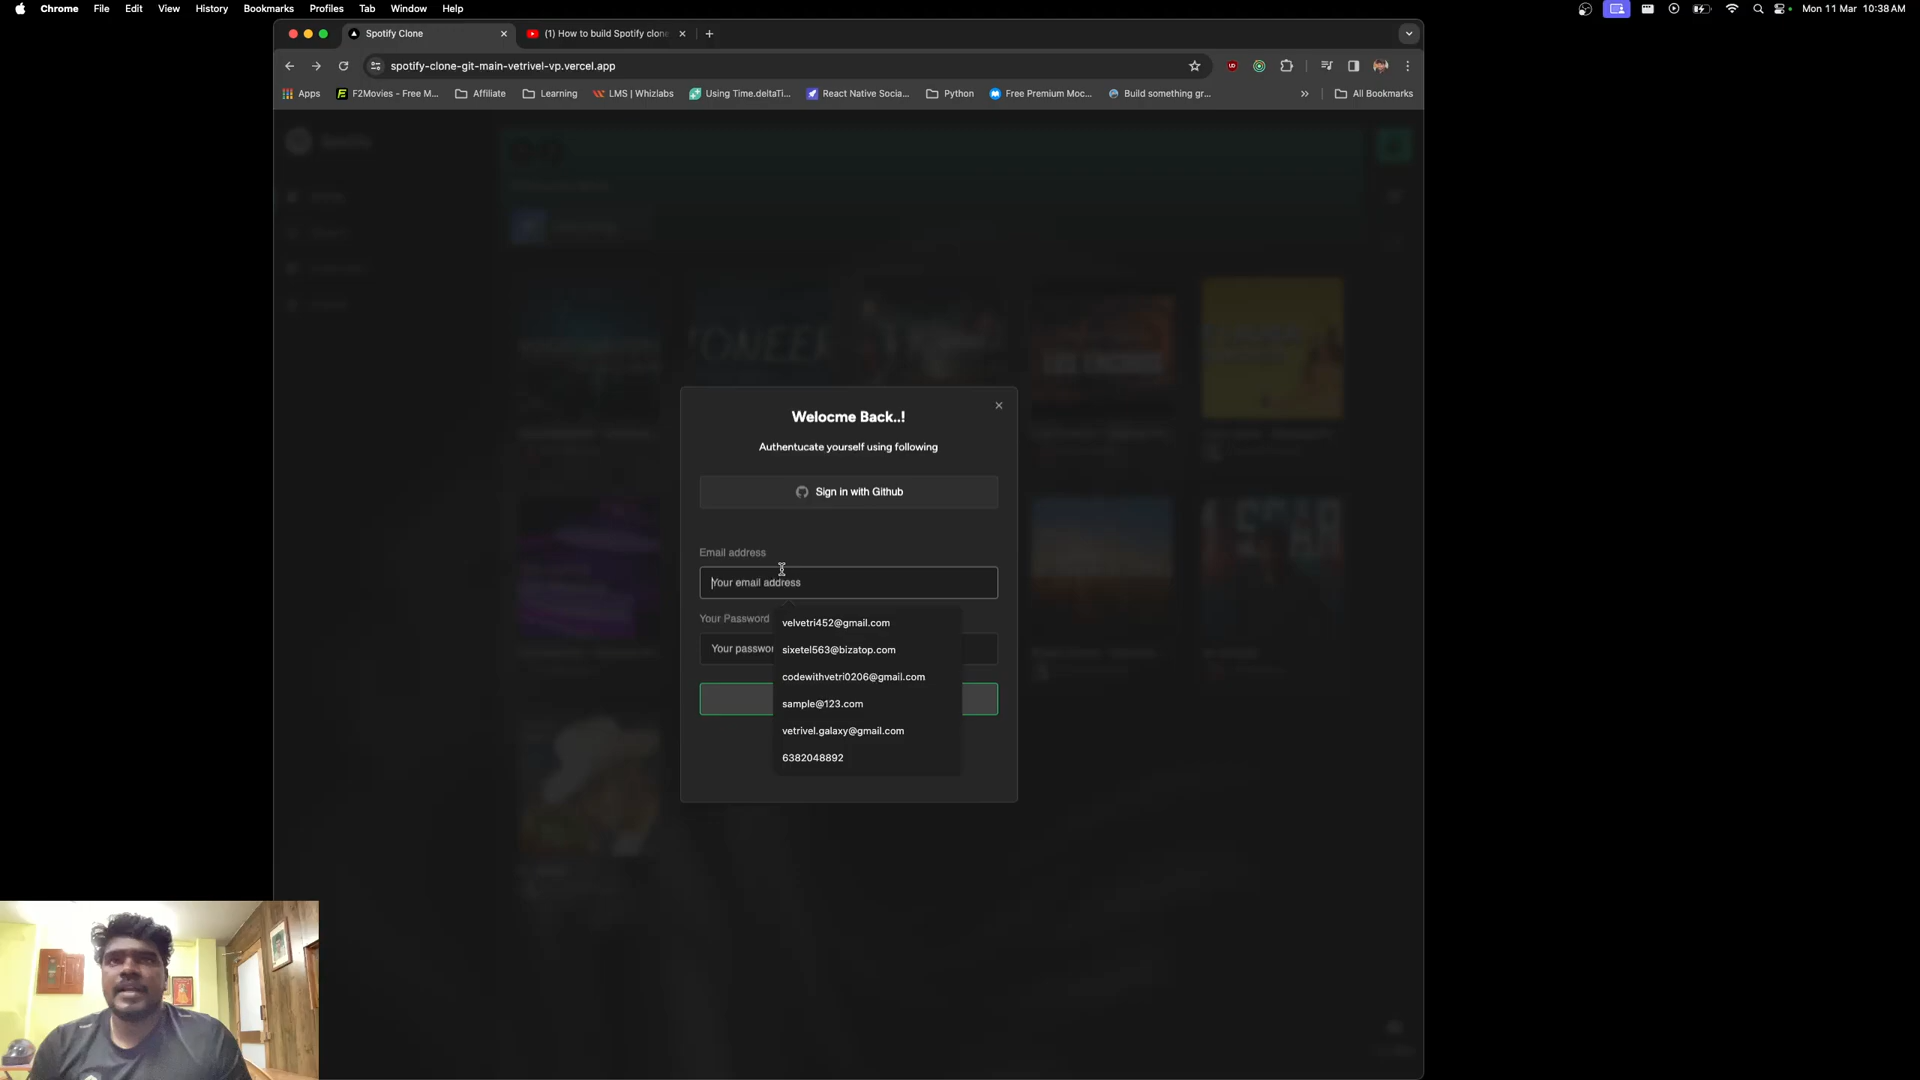 Chrome File Edit View History Bookmarks Profiles Tab Window Help
Mon 11 Mar 10:38 AM
Spotify Clone
(1) How to build Spotify clone
spotify-clone-git-main-vetrivel-vp.vercel.app
Apps
F2Movies - Free M...
Affiliate
Learning
LMS | Whizlabs
Using Time.deltaTi...
React Native Socia...
Python
Free Premium Moc...
Build something gr...
All Bookmarks
Spotify
Welocme Back..!
Authentucate yourself using following
Sign in with Github
Email address
Your email address
Your Password
Your passwor
velvetri452@gmail.com
sixetel563@bizatop.com
codewithvetri0206@gmail.com
sample@123.com
vetrivel.galaxy@gmail.com
6382048892